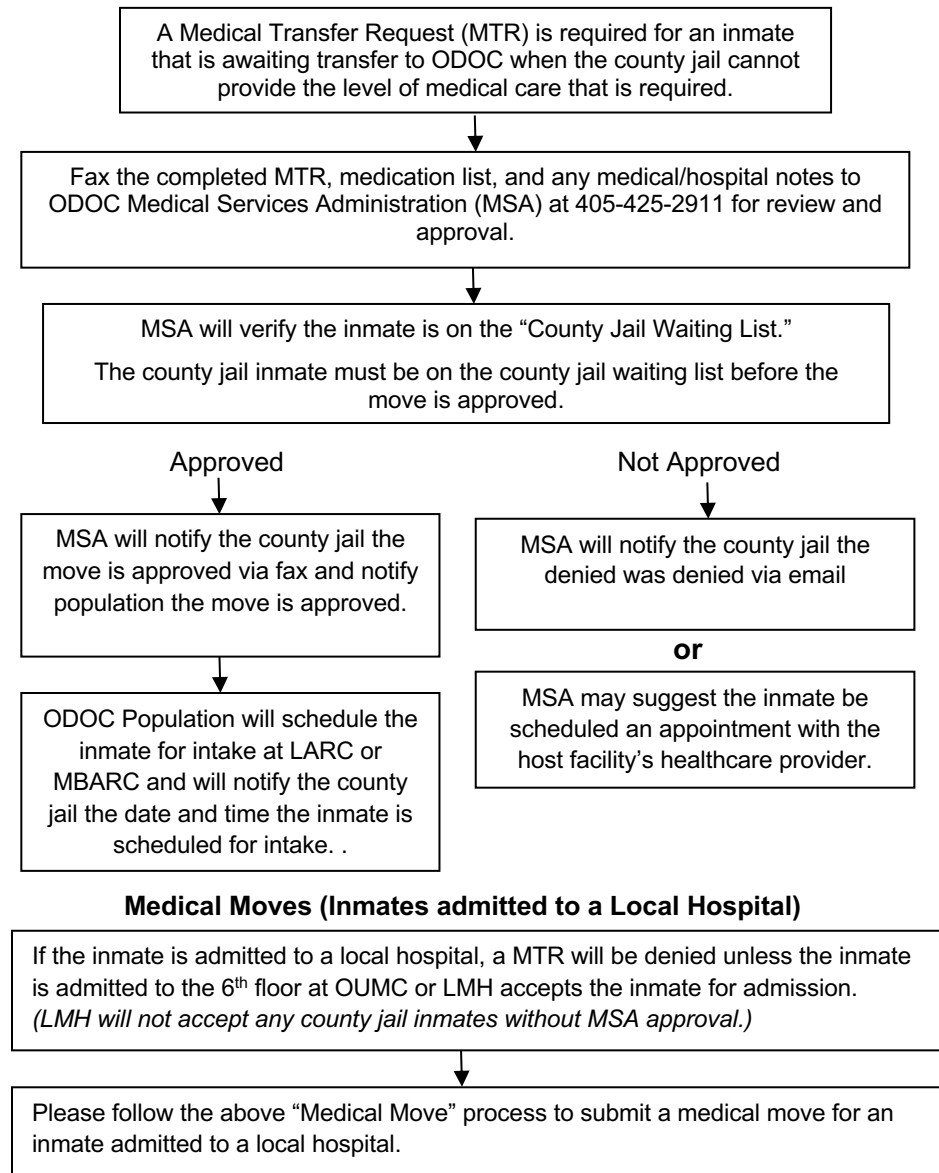 A Medical Transfer Request (MTR) is required for an inmate
that is awaiting transfer to ODOC when the county jail cannot
provide the level of medical care that is required.
Fax the completed MTR, medication list, and any medical/hospital notes to
ODOC Medical Services Administration (MSA) at 405-425-2911 for review and
approval.
MSA will verify the inmate is on the “County Jail Waiting List.”
The county jail inmate must be on the county jail waiting list before the
move is approved.
Approved
MSA will notify the county jail the
move is approved via fax and notify
population the move is approved.
ODOC Population will schedule the
inmate for intake at LARC or
MBARC and will notify the county
jail the date and time the inmate is
scheduled for intake. .
Not Approved
MSA will notify the county jail the
denied was denied via email
or
MSA may suggest the inmate be
scheduled an appointment with the
host facility’s healthcare provider.
Medical Moves (Inmates admitted to a Local Hospital)
If the inmate is admitted to a local hospital, a MTR will be denied unless the inmate
is admitted to the 6th floor at OUMC or LMH accepts the inmate for admission.
(LMH will not accept any county jail inmates without MSA approval.)
Please follow the above “Medical Move” process to submit a medical move for an
inmate admitted to a local hospital.